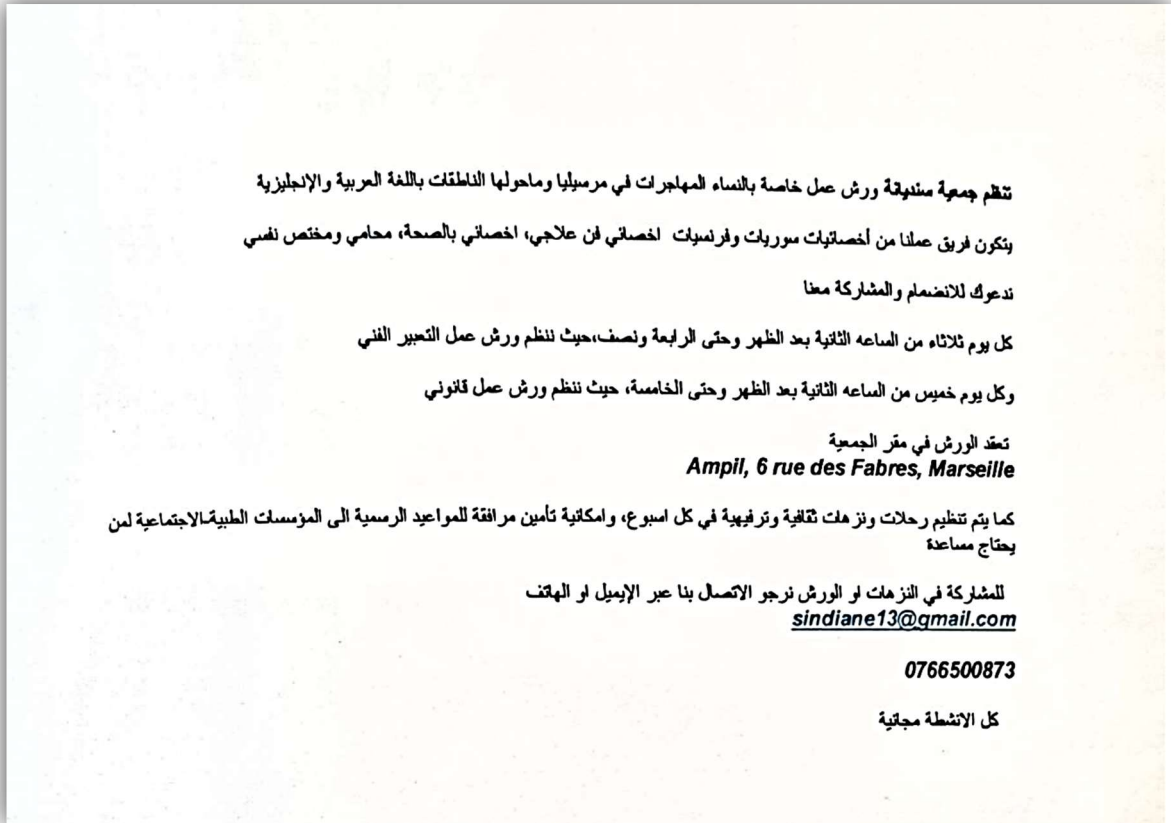 تنظم جمعية سنديانة ورش عمل خاصة بالنساء المهاجرات في مرسيليا وماحولها الناطقات باللغة العربية والإنجليزية
يتكون فريق عملنا من أخصائيات سوريات وفرنسيات اخصائي فن علاجي، اخصائي بالصحة، محامي ومختص نفسي
ندعوك للانضمام والمشاركة معنا
كل يوم ثلاثاء من الساعه الثانية بعد الظهر وحتى الرابعة ونصف،حيث ننظم ورش عمل التعبير الفني
وكل يوم خميس من الساعه الثانية بعد الظهر وحتى الخامسة، حيث ننظم ورش عمل قانوني
تعقد الورش في مقر الجمعية
Ampil, 6 rue des Fabres, Marseille
كما يتم تنظيم رحلات ونزهات ثقافية وترفيهية في كل اسبوع، وامكانية تأمين مرافقة للمواعيد الرسمية الى المؤسسات الطبية-الاجتماعية لمن
يحتاج مساعدة
للمشاركة في النزهات او الورش نرجو الاتصال بنا عبر الإيميل او الهاتف
sindiane13@gmail.com
0766500873
كل الانشطة مجانية